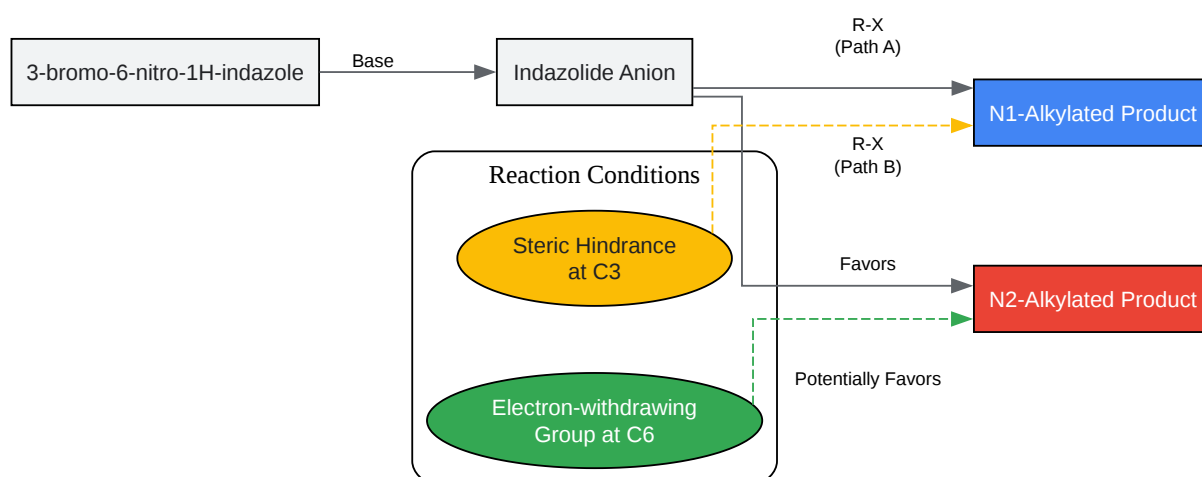 R-X
(Path A)
3-bromo-6-nitro-1H-indazole
Base
Indazolide Anion
N1-Alkylated Product
R-X
(Path B)
Reaction Conditions
Steric Hindrance
at C3
Favors
N2-Alkylated Product
Potentially Favors
Electron-withdrawing
Group at C6